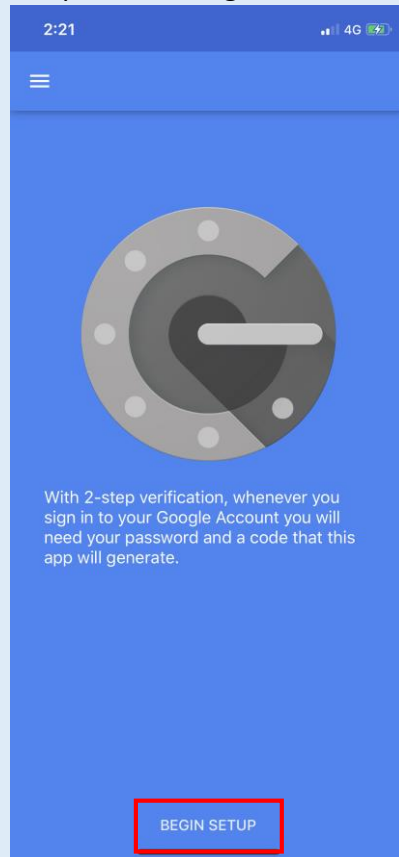 2:21
4G
With 2-step verification, whenever you
sign in to your Google Account you will
need your password and a code that this
app will generate.
BEGIN SETUP